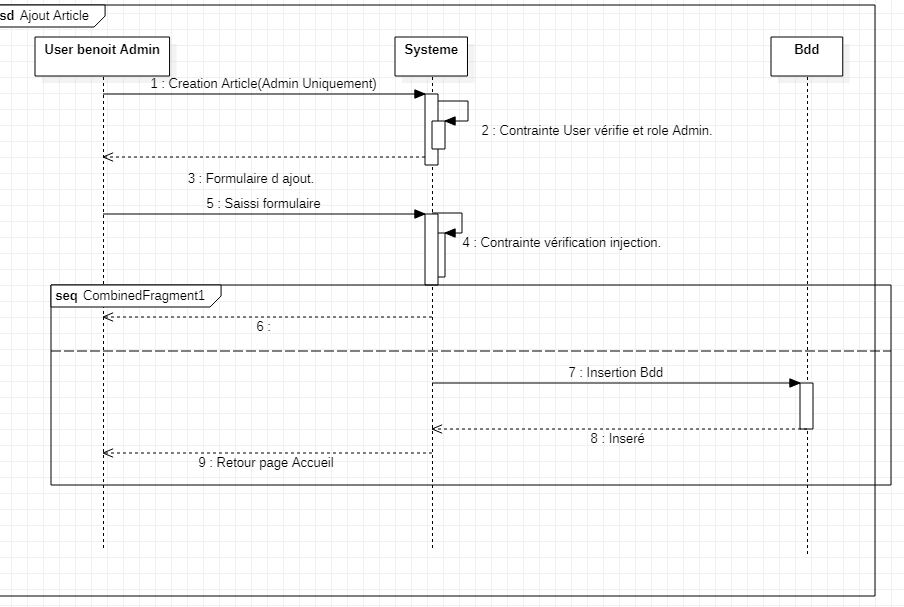 sd Ajout Article
User benoit Admin
Systeme
Bdd
1 : Creation Article(Admin Uniquement)
2 : Contrainte User vérifie et role Admin.
3 : Formulaire d ajout.
5 : Saissi formulaire
4 : Contrainte vérification injection.
seq CombinedFragment1
6 :
7 : Insertion Bdd
8 : Inseré
9 : Retour page Accueil